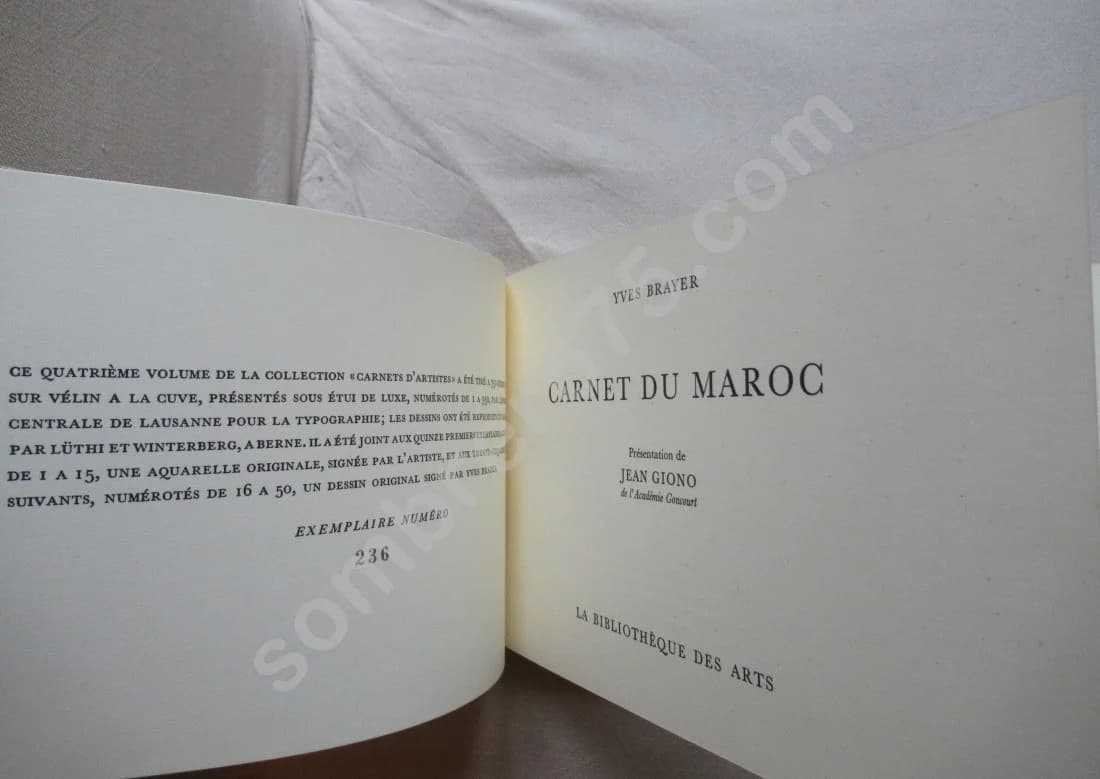 CE QUATRIÈME VOLUME DE LA COLLECTION «CARNETS D'ARTISTES» A ÉTÉ TIRÉ A
SUR VÉLIN A LA CUVE, PRÉSENTÉS SOUS ÉTUI DE LUXE, NUMÉROTÉS DE 1 A 350,
CENTRALE DE LAUSANNE POUR LA TYPOGRAPHIE; LES DESSINS ONT ÉTÉ
PAR LÜTHI ET WINTERBERG, A BERNE. IL A ÉTÉ JOINT AUX QUINZE PREMIERS
DE 1 A 15, UNE AQUARELLE ORIGINALE, SIGNÉE PAR L'ARTISTE, ET AUX
SUIVANTS, NUMÉROTÉS DE 16 A 50, UN DESSIN ORIGINAL SIGNÉ PAR YVES
EXEMPLAIRE NUMÉRO
236
YVES BRAYER
CARNET DU MAROC
Présentation de
JEAN GIONO
de l'Académie Goncourt
LA BIBLIOTHÈQUE DES ARTS